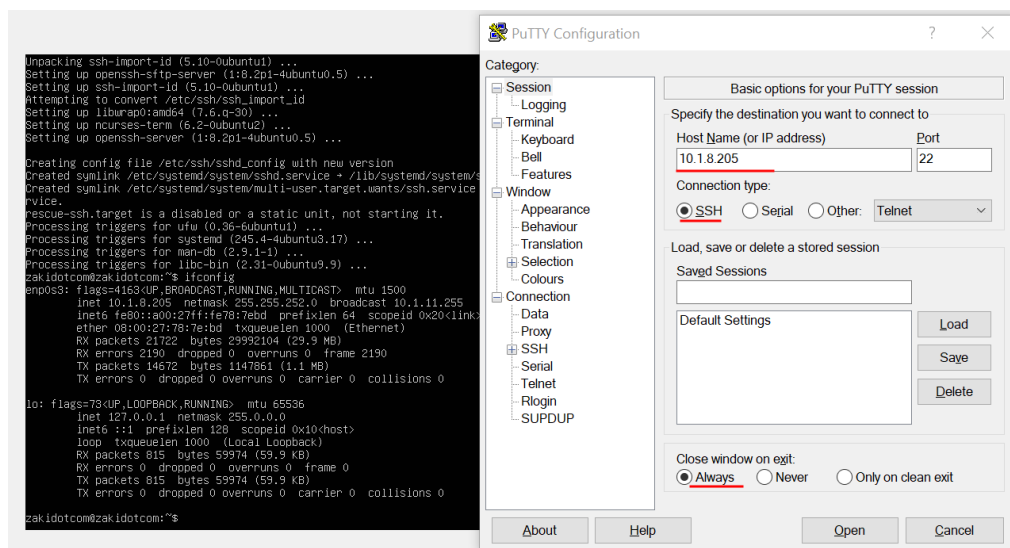 Unpacking ssh-import-id (5.10-0ubuntu1) ...
Setting up openssh-sftp-server (1:8.2p1-4ubuntu0.5) ...
Setting up ssh-import-id (5.10-0ubuntu1) ...
Attempting to convert /etc/ssh/ssh_import_id
Setting up libwrap0:amd64 (7.6.q-30) ...
Setting up ncurses-term (6.2-0ubuntu2) ...
Setting up openssh-server (1:8.2p1-4ubuntu0.5) ...
Creating config file /etc/ssh/sshd_config with new version
Created symlink /etc/systemd/system/sshd.service → /lib/systemd/system/s
Created symlink /etc/systemd/system/multi-user.target.wants/ssh.service
rvice.
rescue-ssh.target is a disabled or a static unit, not starting it.
Processing triggers for ufw (0.36-6ubuntu1) ...
Processing triggers for systemd (245.4-4ubuntu3.17) ...
Processing triggers for man-db (2.9.1-1) ...
Processing triggers for libc-bin (2.31-0ubuntu9.9) ...
zakidotcom@zakidotcom:~$ ifconfig
enp0s3: flags=4163<UP,BROADCAST,RUNNING,MULTICAST> mtu 1500
inet 10.1.8.205 netmask 255.255.252.0 broadcast 10.1.11.255
inet6 fe80::a00:27ff:fe78:7ebd prefixlen 64 scopeid 0x20<link>
ether 08:00:27:78:7e:bd txqueuelen 1000 (Ethernet)
RX packets 21722 bytes 29992104 (29.9 MB)
RX errors 2190 dropped 0 overruns 0 frame 2190
TX packets 14672 bytes 1147861 (1.1 MB)
TX errors 0 dropped 0 overruns 0 carrier 0 collisions 0
lo: flags=73<UP,LOOPBACK,RUNNING> mtu 65536
inet 127.0.0.1 netmask 255.0.0.0
inet6 ::1 prefixlen 128 scopeid 0x10<host>
loop txqueuelen 1000 (Local Loopback)
RX packets 815 bytes 59974 (59.9 KB)
RX errors 0 dropped 0 overruns 0 frame 0
TX packets 815 bytes 59974 (59.9 KB)
TX errors 0 dropped 0 overruns 0 carrier 0 collisions 0
zakidotcom@zakidotcom:~$
PuTTY Configuration
Category:
Session
Logging
Terminal
Keyboard
Bell
Features
Window
Appearance
Behaviour
Translation
Selection
Colours
Connection
Data
Proxy
SSH
Serial
Telnet
Rlogin
SUPDUP
Basic options for your PuTTY session
Specify the destination you want to connect to
Host Name (or IP address) Port
10.1.8.205 22
Connection type:
SSH Serial Other: Telnet
Load, save or delete a stored session
Saved Sessions
Default Settings
Load
Save
Delete
Close window on exit:
Always Never Only on clean exit
About Help Open Cancel